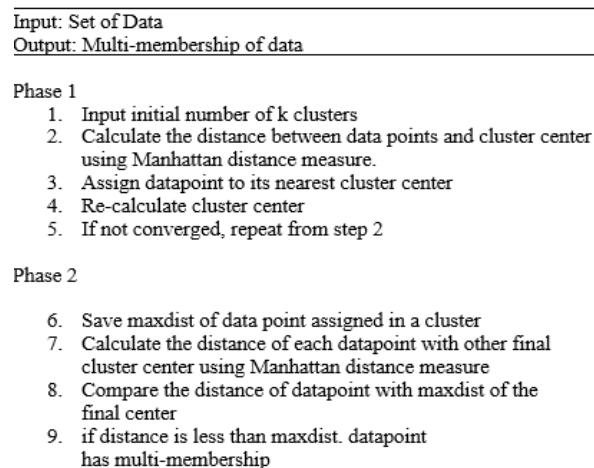 Input: Set of Data
Output: Multi-membership of data
Phase 1
1. Input initial number of k clusters
2. Calculate the distance between data points and cluster center
using Manhattan distance measure.
3. Assign datapoint to its nearest cluster center
4. Re-calculate cluster center
5. If not converged, repeat from step 2
Phase 2
6. Save maxdist of data point assigned in a cluster
7. Calculate the distance of each datapoint with other final
cluster center using Manhattan distance measure
8. Compare the distance of datapoint with maxdist of the
final center
9. if distance is less than maxdist. datapoint
has multi-membership